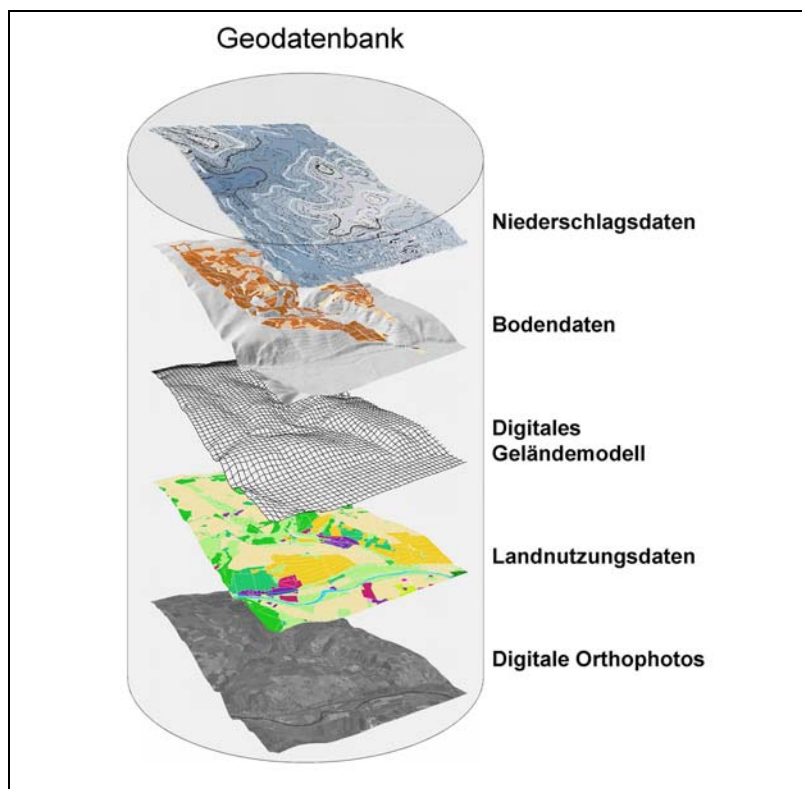 Geodatenbank
Niederschlagsdaten
Bodendaten
Digitales
Geländemodell
Landnutzungsdaten
Digitale Orthophotos